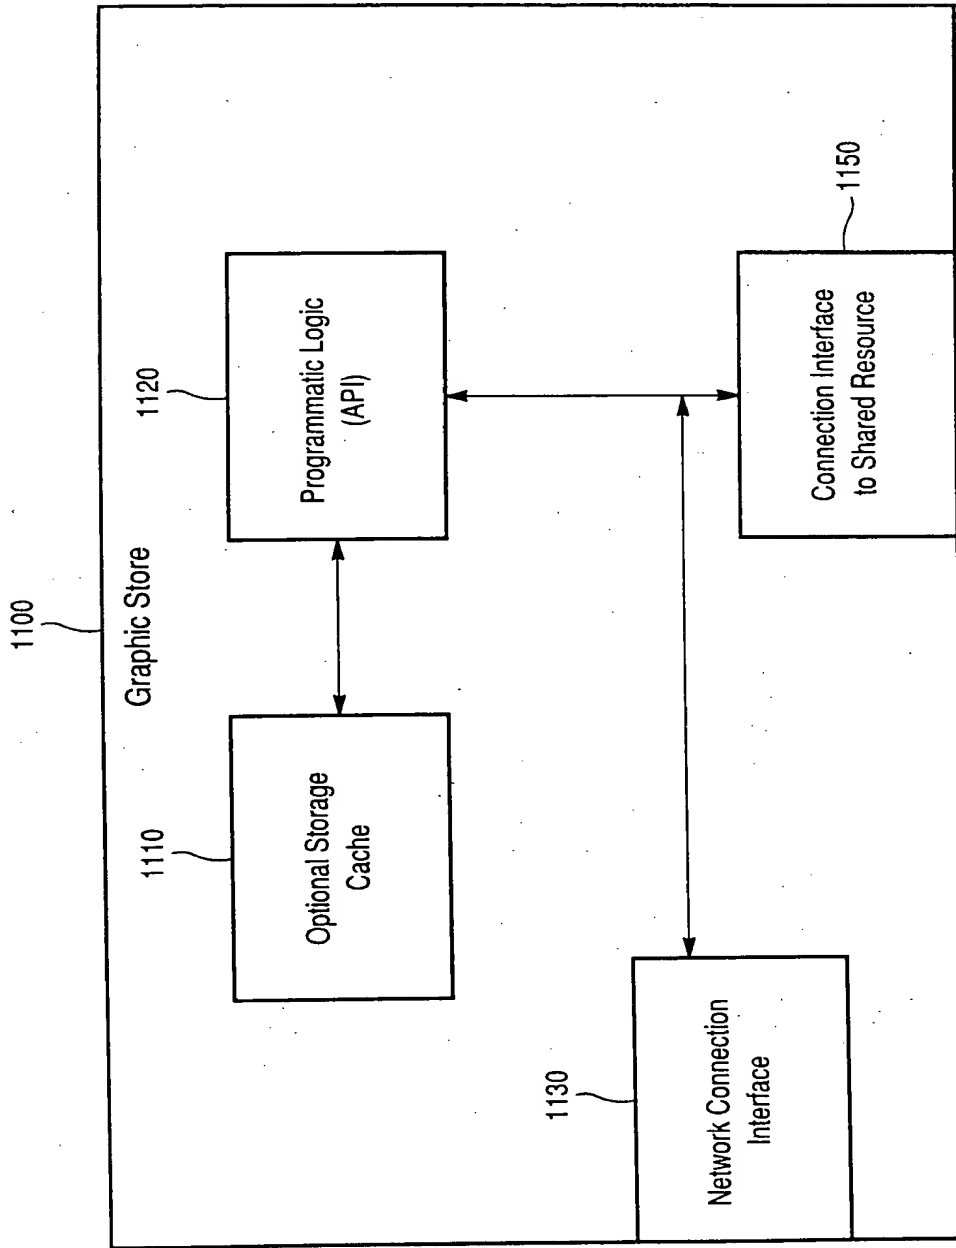 1100
Graphic Store
1110
Optional Storage
Cache
1120
Programmatic Logic
(API)
1130
Network Connection
Interface
1150
Connection Interface
to Shared Resource